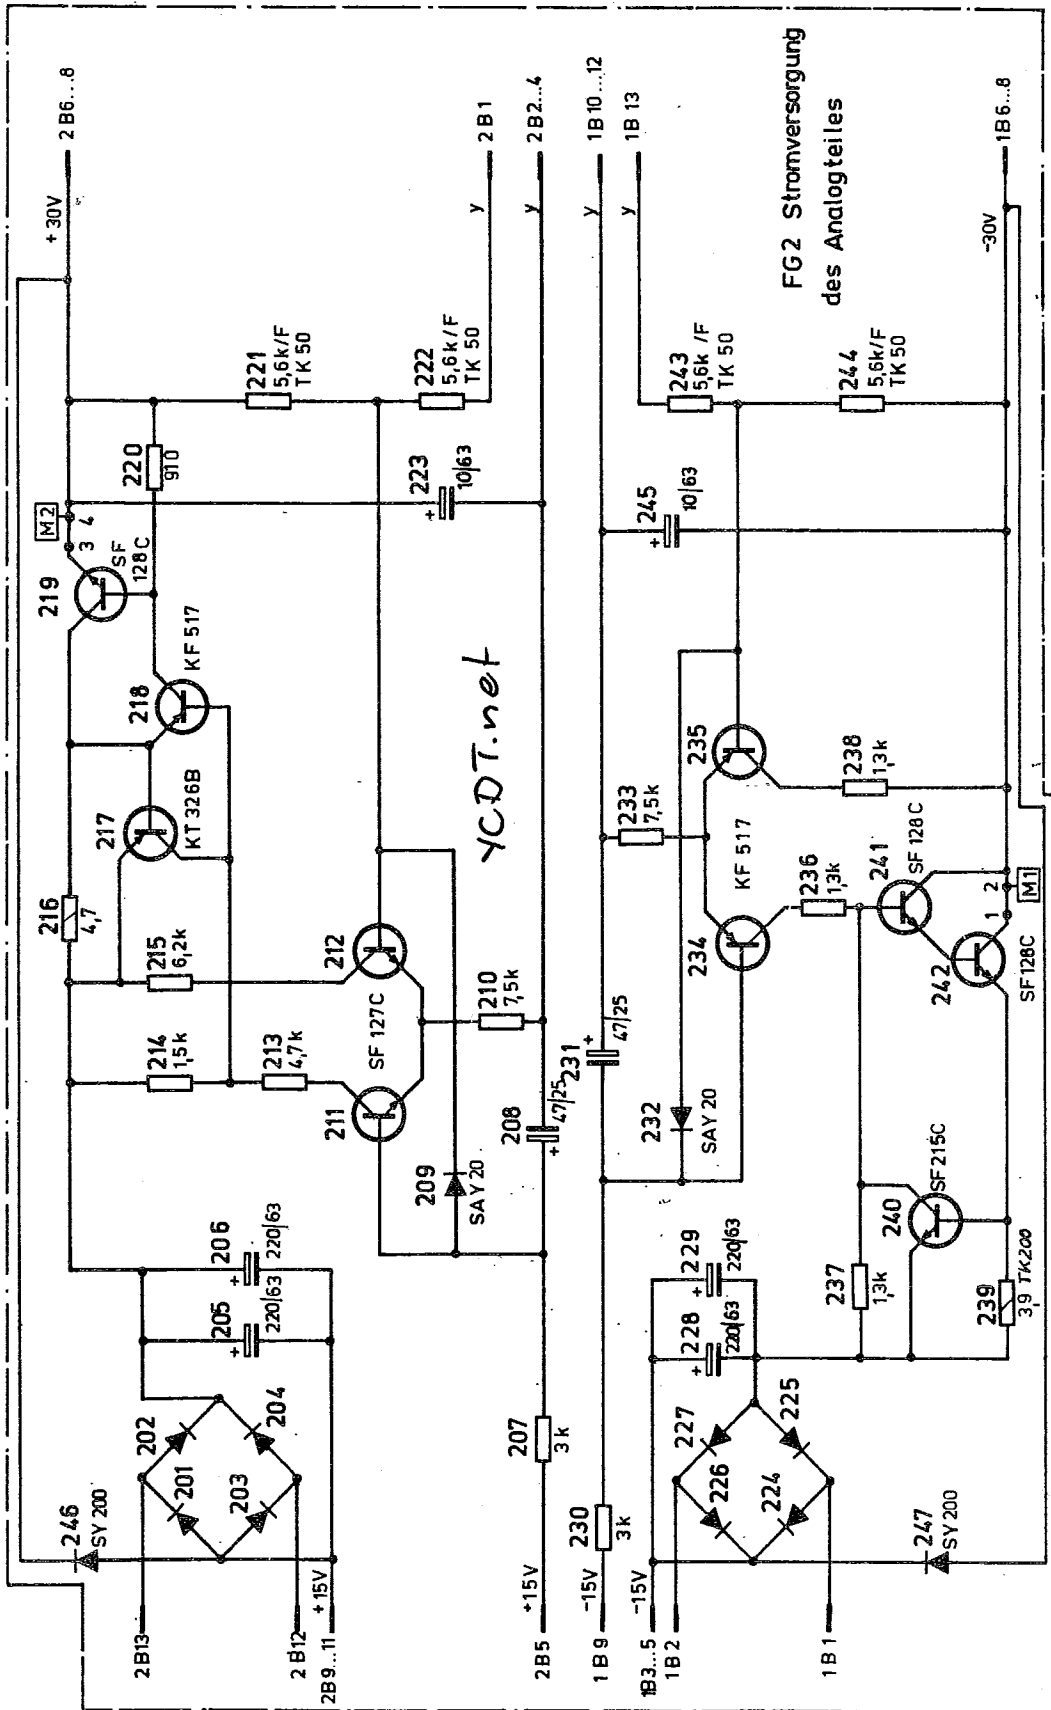 2B6...8
+30V
M2
4
3
219
SF
128C
220
910
221
5,6k/F
TK 50
222
5,6k/F
TK 50
y
2B1
223
+
10/63
y
2B2...4
218
KF 517
217
KT 326B
216
4,7
215
6,2k
214
1,5k
213
4,7k
212
SF 127C
211
210
7,5k
209
SAY 20
208
+
47/25
206
+
220/63
205
+
220/63
202
204
201
203
246
SY 200
207
3k
2B13
2B12
+15V
2B9...11
+15V
2B5
YCDT.net
1B10...12
y
1B13
y
FG2 Stromversorgung
des Analogteiles
1B6...8
-30V
243
5,6k/F
TK 50
244
5,6k/F
TK 50
245
+
10/63
235
238
1,3k
233
7,5k
KF 517
236
1,3k
241
SF 128C
2
M1
1
234
242
SF128C
231
47/25
+
232
SAY 20
240
SF215C
237
1,3k
239
3,9 TK200
229
+
220/63
228
+
220/63
227
225
226
224
247
SY 200
230
3k
-15V
1B9
-15V
1B3...5
1B2
1B1